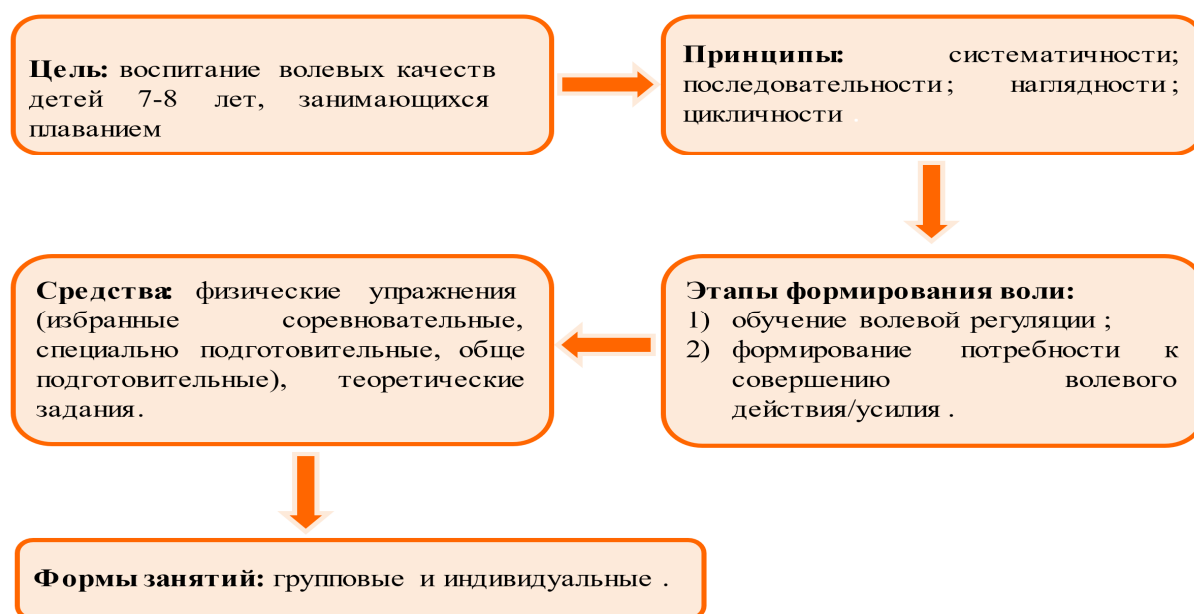 Цель: воспитание волевых качеств
детей 7-8 лет, занимающихся
плаванием
Принципы: систематичности;
последовательности; наглядности;
цикличности.
Этапы формирования воли:
1) обучение волевой регуляции;
2) формирование потребности к
совершению волевого
действия/усилия.
Средства: физические упражнения
(избранные соревновательные,
специально подготовительные, обще
подготовительные), теоретические
задания.
Формы занятий: групповые и индивидуальные.